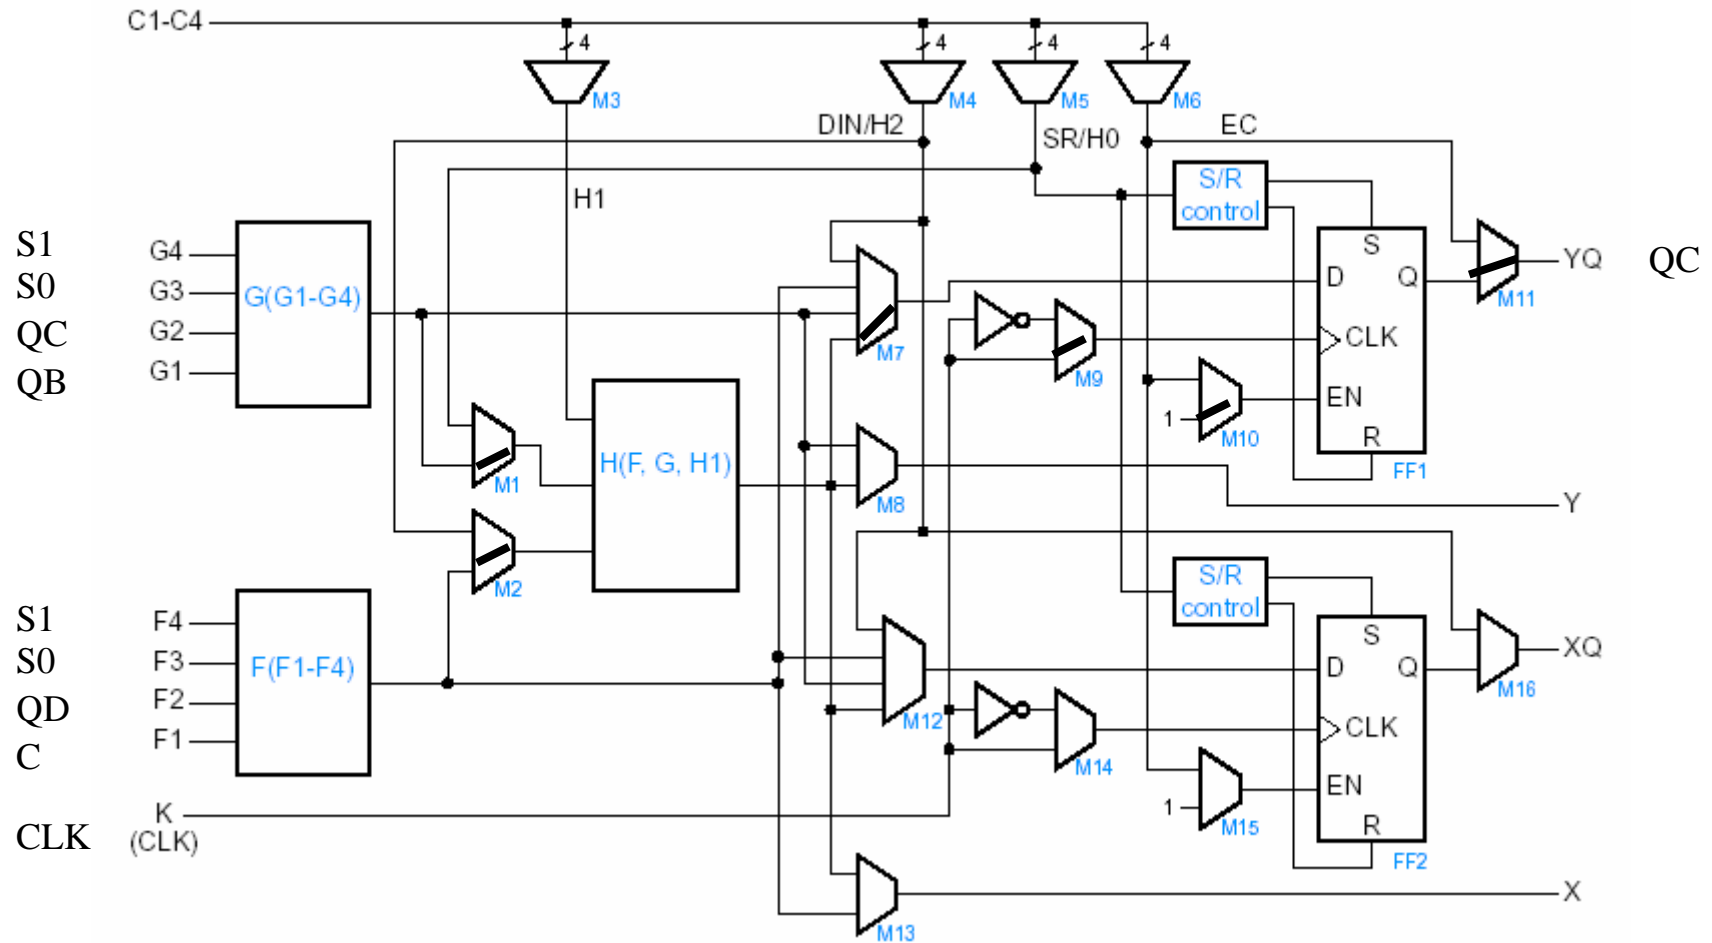 C1-C4
4
4
4
4
M3
M4
M5
M6
DIN/H2
SR/H0
EC
H1
S/R
control
S1
S0
QC
QB
G4
G3
G2
G1
G(G1-G4)
S
D
Q
CLK
EN
R
FF1
M11
YQ
QC
M7
M9
1
M10
M1
H(F, G, H1)
M8
Y
M2
S1
S0
QD
C
F4
F3
F2
F1
F(F1-F4)
S/R
control
S
D
Q
CLK
EN
R
FF2
M16
XQ
M12
M14
1
M15
CLK
K
(CLK)
M13
X